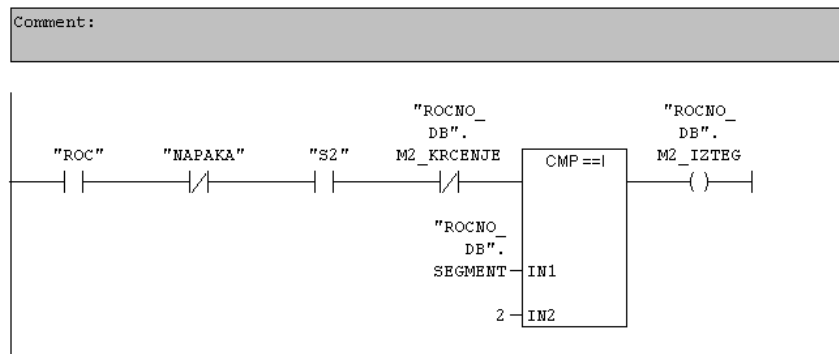 Comment:
"ROCNO_
DB".
M2_KRCENJE
"ROCNO_
DB".
M2_IZTEG
"ROC"
"NAPAKA"
"S2"
CMP ==I
"ROCNO_
DB".
SEGMENT
IN1
2
IN2